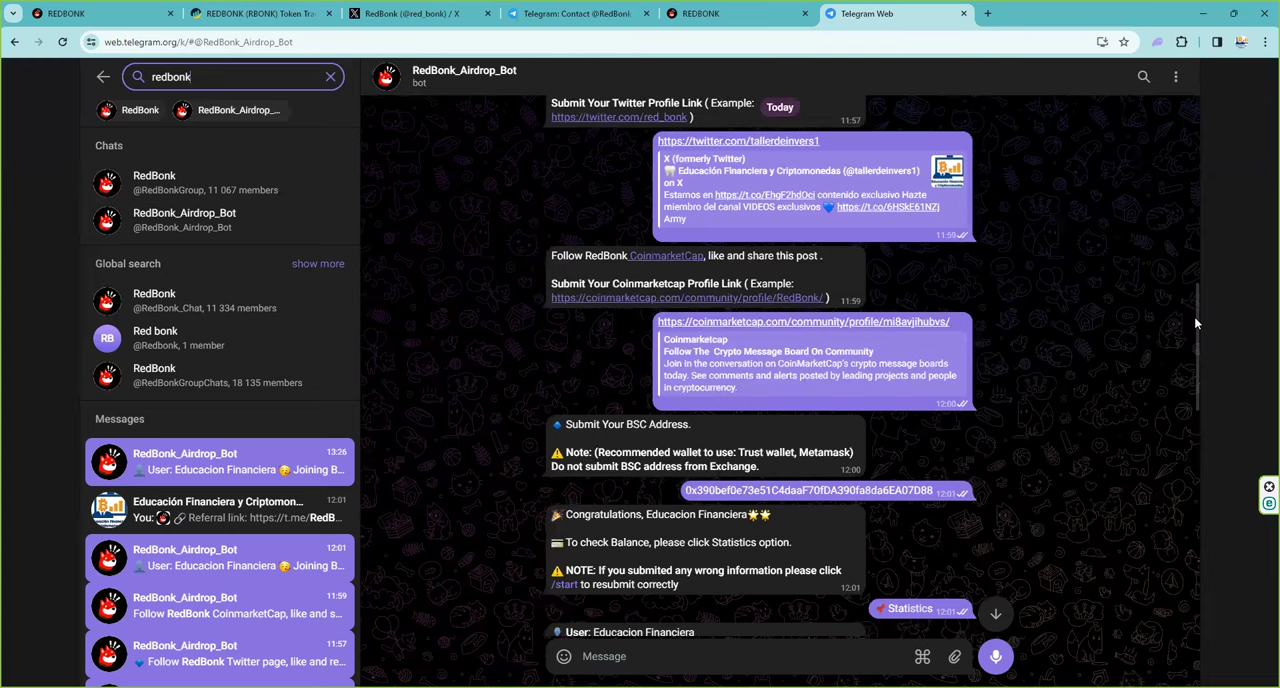 REDBONK
REDBONK (RBONK) Token Tra
RedBonk (@red_bonk) / X
Telegram: Contact @RedBonk
REDBONK
Telegram Web
web.telegram.org/k/#@RedBonk_Airdrop_Bot
redbonk
RedBonk
RedBonk_Airdrop_...
Chats
RedBonk
@RedBonkGroup, 11 067 members
RedBonk_Airdrop_Bot
@RedBonk_Airdrop_Bot
Global search
show more
RedBonk
@RedBonk_Chat, 11 334 members
RB
Red bonk
@Redbonk, 1 member
RedBonk
@RedBonkGroupChats, 18 135 members
Messages
RedBonk_Airdrop_Bot
13:26
User: Educacion Financiera 🥳 Joining B...
Educación Financiera y Criptomon...
12:01
You: 🔗 Referral link: https://t.me/RedB...
RedBonk_Airdrop_Bot
12:01
User: Educacion Financiera 🥳 Joining B...
RedBonk_Airdrop_Bot
11:59
Follow RedBonk CoinmarketCap, like and s...
RedBonk_Airdrop_Bot
11:57
Follow RedBonk Twitter page, like and re...
RedBonk_Airdrop_Bot
bot
Submit Your Twitter Profile Link ( Example:
Today
https://twitter.com/red_bonk )
11:57
https://twitter.com/tallerdeinvers1
X (formerly Twitter)
Educación Financiera y Criptomonedas (@tallerdeinvers1)
on X
Estamos en https://t.co/EhgF2hdOci contenido exclusivo Hazte
miembro del canal VIDEOS exclusivos 💙 https://t.co/6HSkE61NZj
Army
11:59
Follow RedBonk CoinmarketCap, like and share this post .
Submit Your Coinmarketcap Profile Link ( Example:
https://coinmarketcap.com/community/profile/RedBonk/ )
11:59
https://coinmarketcap.com/community/profile/mi8avjihubvs/
Coinmarketcap
Follow The Crypto Message Board On Community
Join in the conversation on CoinMarketCap's crypto message boards
today. See comments and alerts posted by leading projects and people
in cryptocurrency.
12:00
🔹 Submit Your BSC Address.
⚠️ Note: (Recommended wallet to use: Trust wallet, Metamask)
Do not submit BSC address from Exchange.
12:00
0x390bef0e73e51C4daaF70fDA390fa8da6EA07D88
12:01
🎉 Congratulations, Educacion Financiera🌟🌟
💳 To check Balance, please click Statistics option.
⚠️ NOTE: If you submitted any wrong information please click
/start to resubmit correctly
12:01
📌 Statistics
12:01
User: Educacion Financiera
Message